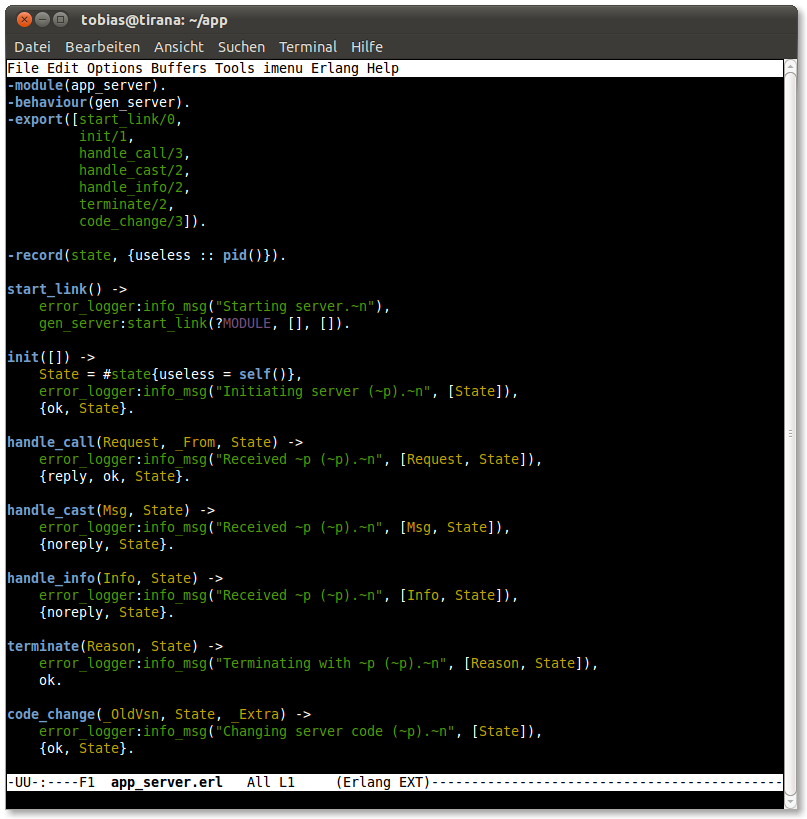 tobias@tirana: ~/app
Datei Bearbeiten Ansicht Suchen Terminal Hilfe
File Edit Options Buffers Tools imenu Erlang Help
-module(app_server).
-behaviour(gen_server).
-export([start_link/0,
         init/1,
         handle_call/3,
         handle_cast/2,
         handle_info/2,
         terminate/2,
         code_change/3]).

-record(state, {useless :: pid()}).

start_link() ->
    error_logger:info_msg("Starting server.~n"),
    gen_server:start_link(?MODULE, [], []).

init([]) ->
    State = #state{useless = self()},
    error_logger:info_msg("Initiating server (~p).~n", [State]),
    {ok, State}.

handle_call(Request, _From, State) ->
    error_logger:info_msg("Received ~p (~p).~n", [Request, State]),
    {reply, ok, State}.

handle_cast(Msg, State) ->
    error_logger:info_msg("Received ~p (~p).~n", [Msg, State]),
    {noreply, State}.

handle_info(Info, State) ->
    error_logger:info_msg("Received ~p (~p).~n", [Info, State]),
    {noreply, State}.

terminate(Reason, State) ->
    error_logger:info_msg("Terminating with ~p (~p).~n", [Reason, State]),
    ok.

code_change(_OldVsn, State, _Extra) ->
    error_logger:info_msg("Changing server code (~p).~n", [State]),
    {ok, State}.

-UU-:----F1  app_server.erl   All L1     (Erlang EXT)--------------------------------------------